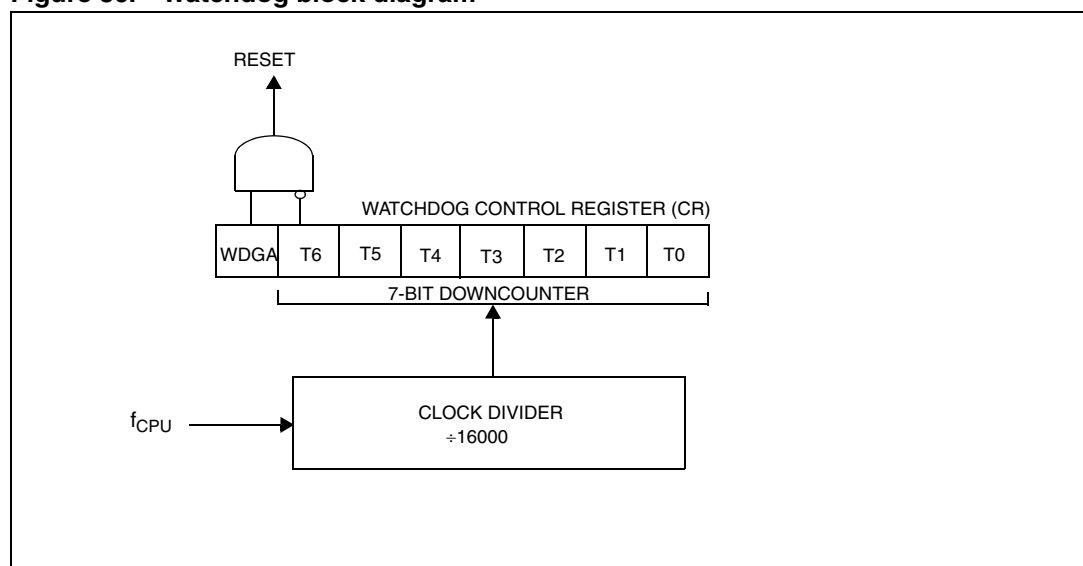 RESET
WATCHDOG CONTROL REGISTER (CR)
WDGA T6 T5 T4 T3 T2 T1 T0
7-BIT DOWNCOUNTER
fCPU
CLOCK DIVIDER
÷16000